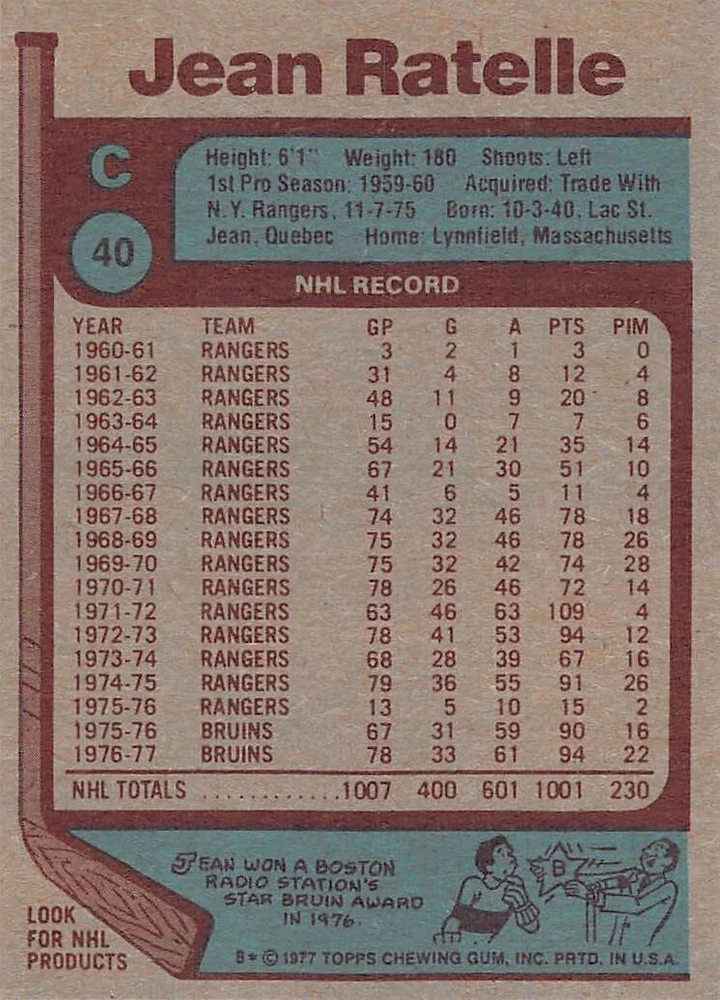 Jean Ratelle
C
40
Height: 6'1" Weight: 180 Shoots: Left
1st Pro Season: 1959-60 Acquired: Trade With
N.Y. Rangers, 11-7-75 Born: 10-3-40, Lac St.
Jean, Quebec Home: Lynnfield, Massachusetts
NHL RECORD
YEAR TEAM GP G A PTS PIM
1960-61 RANGERS 3 2 1 3 0
1961-62 RANGERS 31 4 8 12 4
1962-63 RANGERS 48 11 9 20 8
1963-64 RANGERS 15 0 7 7 6
1964-65 RANGERS 54 14 21 35 14
1965-66 RANGERS 67 21 30 51 10
1966-67 RANGERS 41 6 5 11 4
1967-68 RANGERS 74 32 46 78 18
1968-69 RANGERS 75 32 46 78 26
1969-70 RANGERS 75 32 42 74 28
1970-71 RANGERS 78 26 46 72 14
1971-72 RANGERS 63 46 63 109 4
1972-73 RANGERS 78 41 53 94 12
1973-74 RANGERS 68 28 39 67 16
1974-75 RANGERS 79 36 55 91 26
1975-76 RANGERS 13 5 10 15 2
1975-76 BRUINS 67 31 59 90 16
1976-77 BRUINS 78 33 61 94 22
NHL TOTALS ............1007 400 601 1001 230
JEAN WON A BOSTON
RADIO STATION'S
STAR BRUIN AWARD
IN 1976.
B
LOOK
FOR NHL
PRODUCTS
B* © 1977 TOPPS CHEWING GUM, INC. PRTD. IN U.S.A.